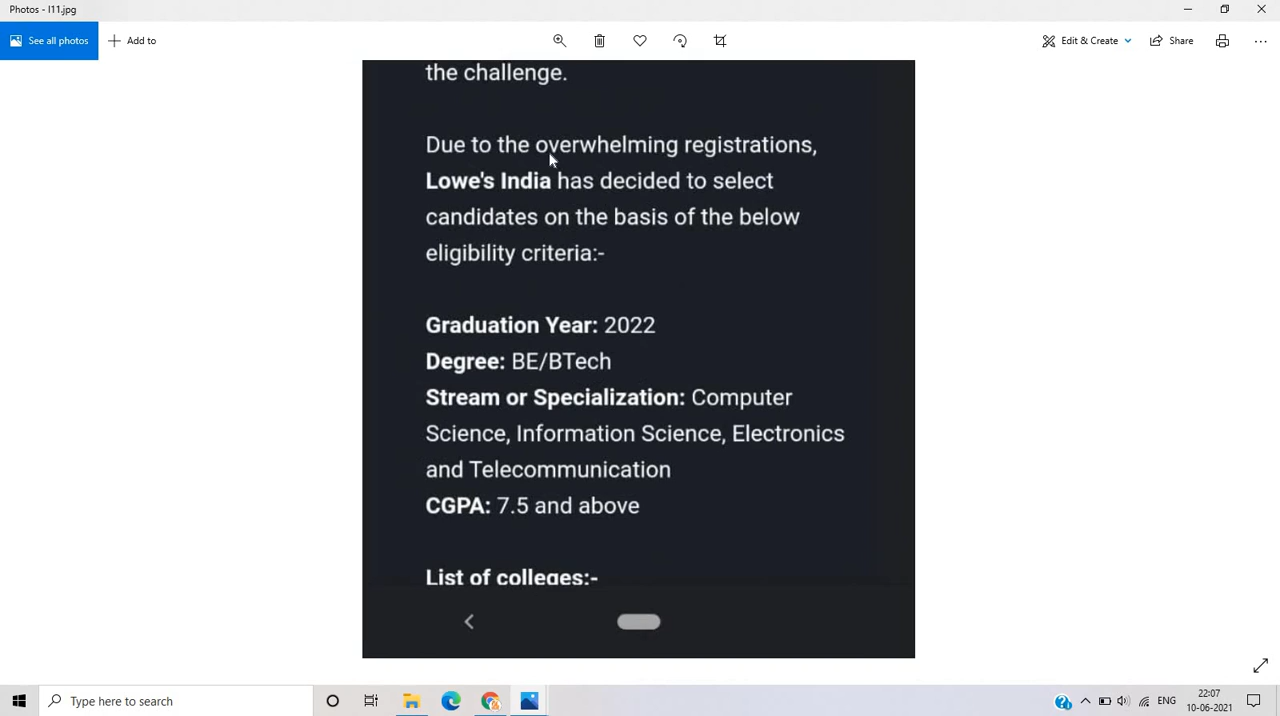 Photos - I11.jpg
See all photos
Add to
Edit & Create
Share
the challenge.
Due to the overwhelming registrations,
Lowe's India has decided to select
candidates on the basis of the below
eligibility criteria:-
Graduation Year: 2022
Degree: BE/BTech
Stream or Specialization: Computer
Science, Information Science, Electronics
and Telecommunication
CGPA: 7.5 and above
List of colleges:-
Type here to search
ENG
22:07
10-06-2021